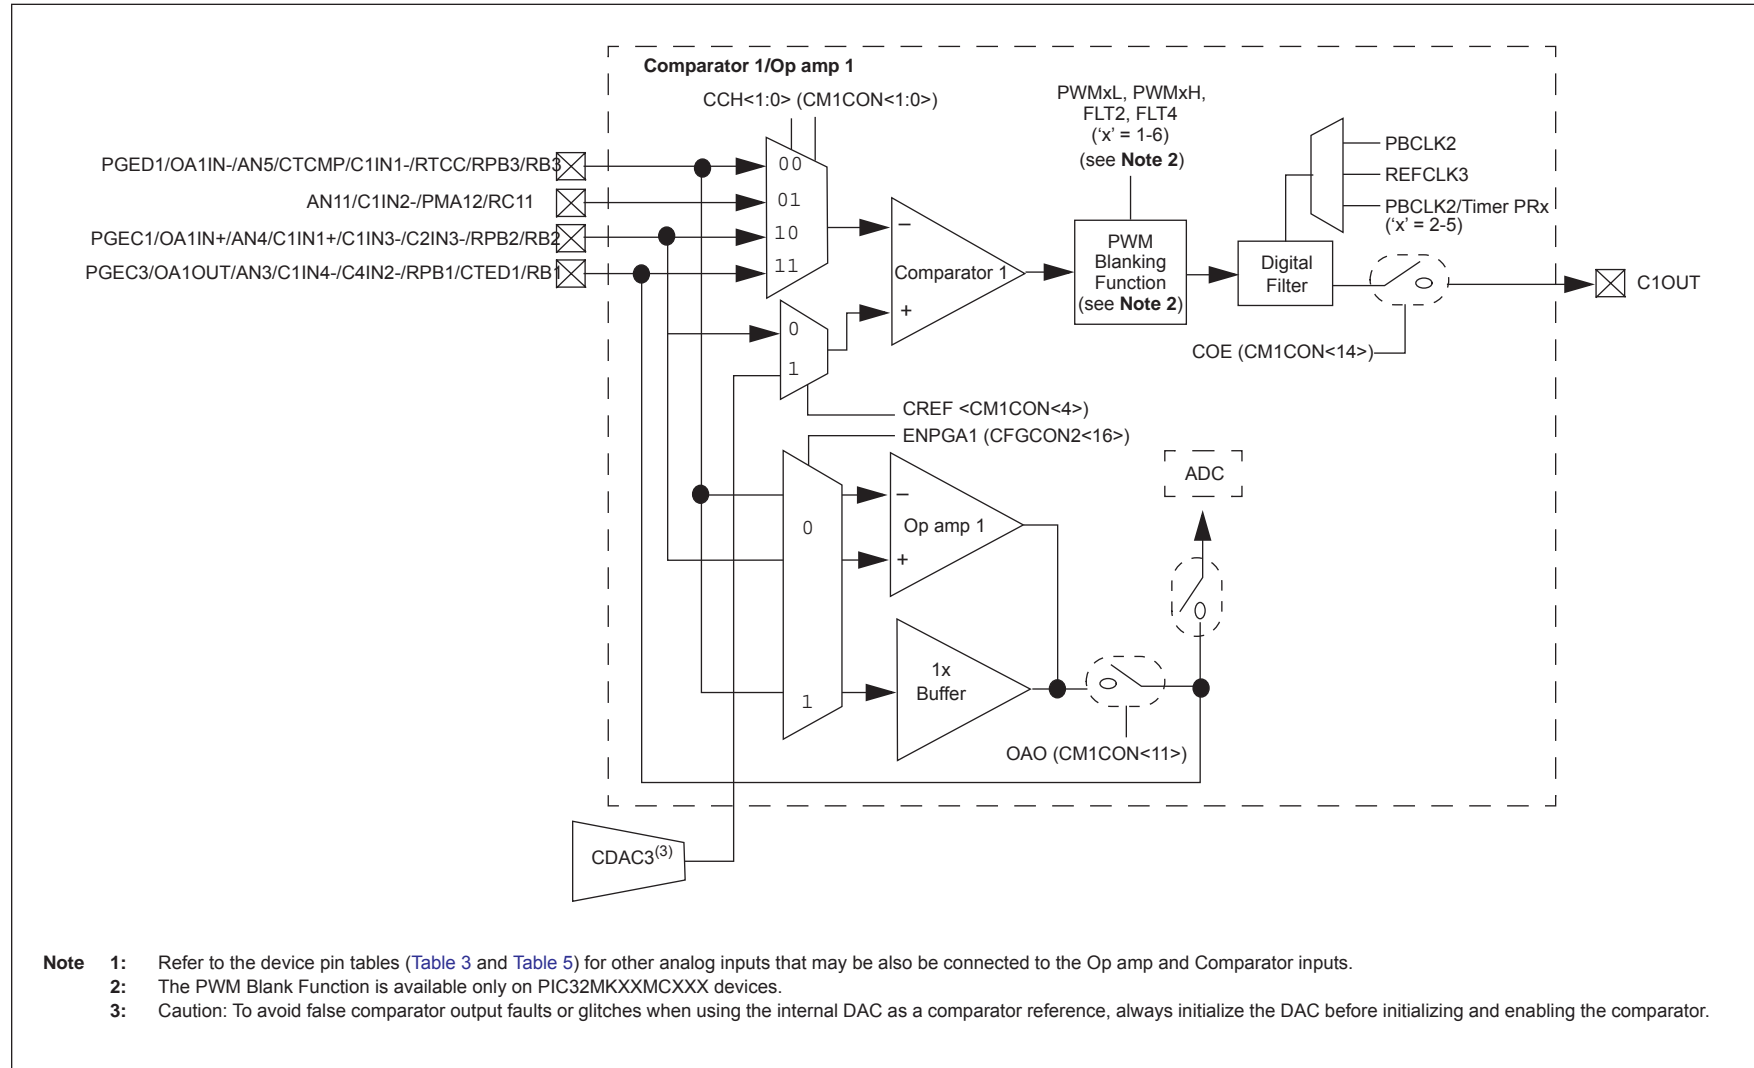 Comparator 1/Op amp 1
CCH<1:0> (CM1CON<1:0>)
PWMxL, PWMxH,
FLT2, FLT4
('x' = 1-6)
(see Note 2)
PGED1/OA1IN-/AN5/CTCMP/C1IN1-/RTCC/RPB3/RB3
AN11/C1IN2-/PMA12/RC11
PGEC1/OA1IN+/AN4/C1IN1+/C1IN3-/C2IN3-/RPB2/RB2
PGEC3/OA1OUT/AN3/C1IN4-/C4IN2-/RPB1/CTED1/RB1
00
01
10
11
0
1
–
Comparator 1
+
PWM
Blanking
Function
(see Note 2)
Digital
Filter
PBCLK2
REFCLK3
PBCLK2/Timer PRx
('x' = 2-5)
C1OUT
COE (CM1CON<14>)
CREF <CM1CON<4>)
ENPGA1 (CFGCON2<16>)
0
1
–
Op amp 1
+
ADC
1x
Buffer
OAO (CM1CON<11>)
CDAC3(3)
Note 1: Refer to the device pin tables (Table 3 and Table 5) for other analog inputs that may be also be connected to the Op amp and Comparator inputs.
2: The PWM Blank Function is available only on PIC32MKXXMCXXX devices.
3: Caution: To avoid false comparator output faults or glitches when using the internal DAC as a comparator reference, always initialize the DAC before initializing and enabling the comparator.